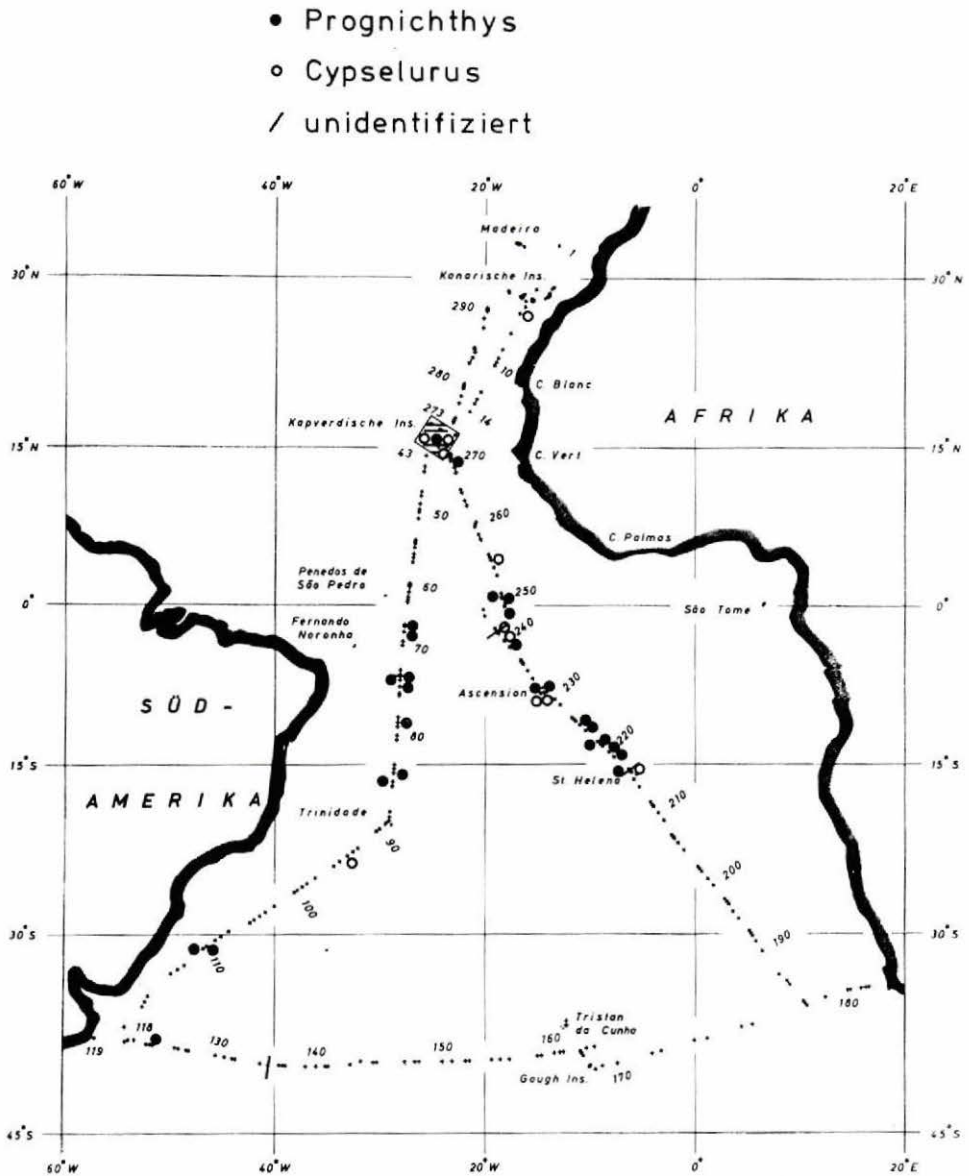 ● Prognichthys
○ Cypselurus
/ unidentifiziert
60°W 40°W 20°W 0° 20°E
Madeira
Kanarische Ins.
30°N 30°N
290
10
280
C. Blanc
273
14
Kapverdische Ins.
AFRIKA
15°N 15°N
43 270
C. Vert
50 260
C. Palmas
Penedos de
São Pedro
60 250
0° 0°
São Tome
Fernando
Noronha
240
70
230
Ascension
SÜD-
220
80
15°S 15°S
St. Helena
AMERIKA
210
Trinidade
90
200
100
190
30°S 30°S
110
180
Tristan
da Cunha
118
160
119 130 140 150
Gough Ins. 170
45°S 45°S
60°W 40°W 20°W 0° 20°E